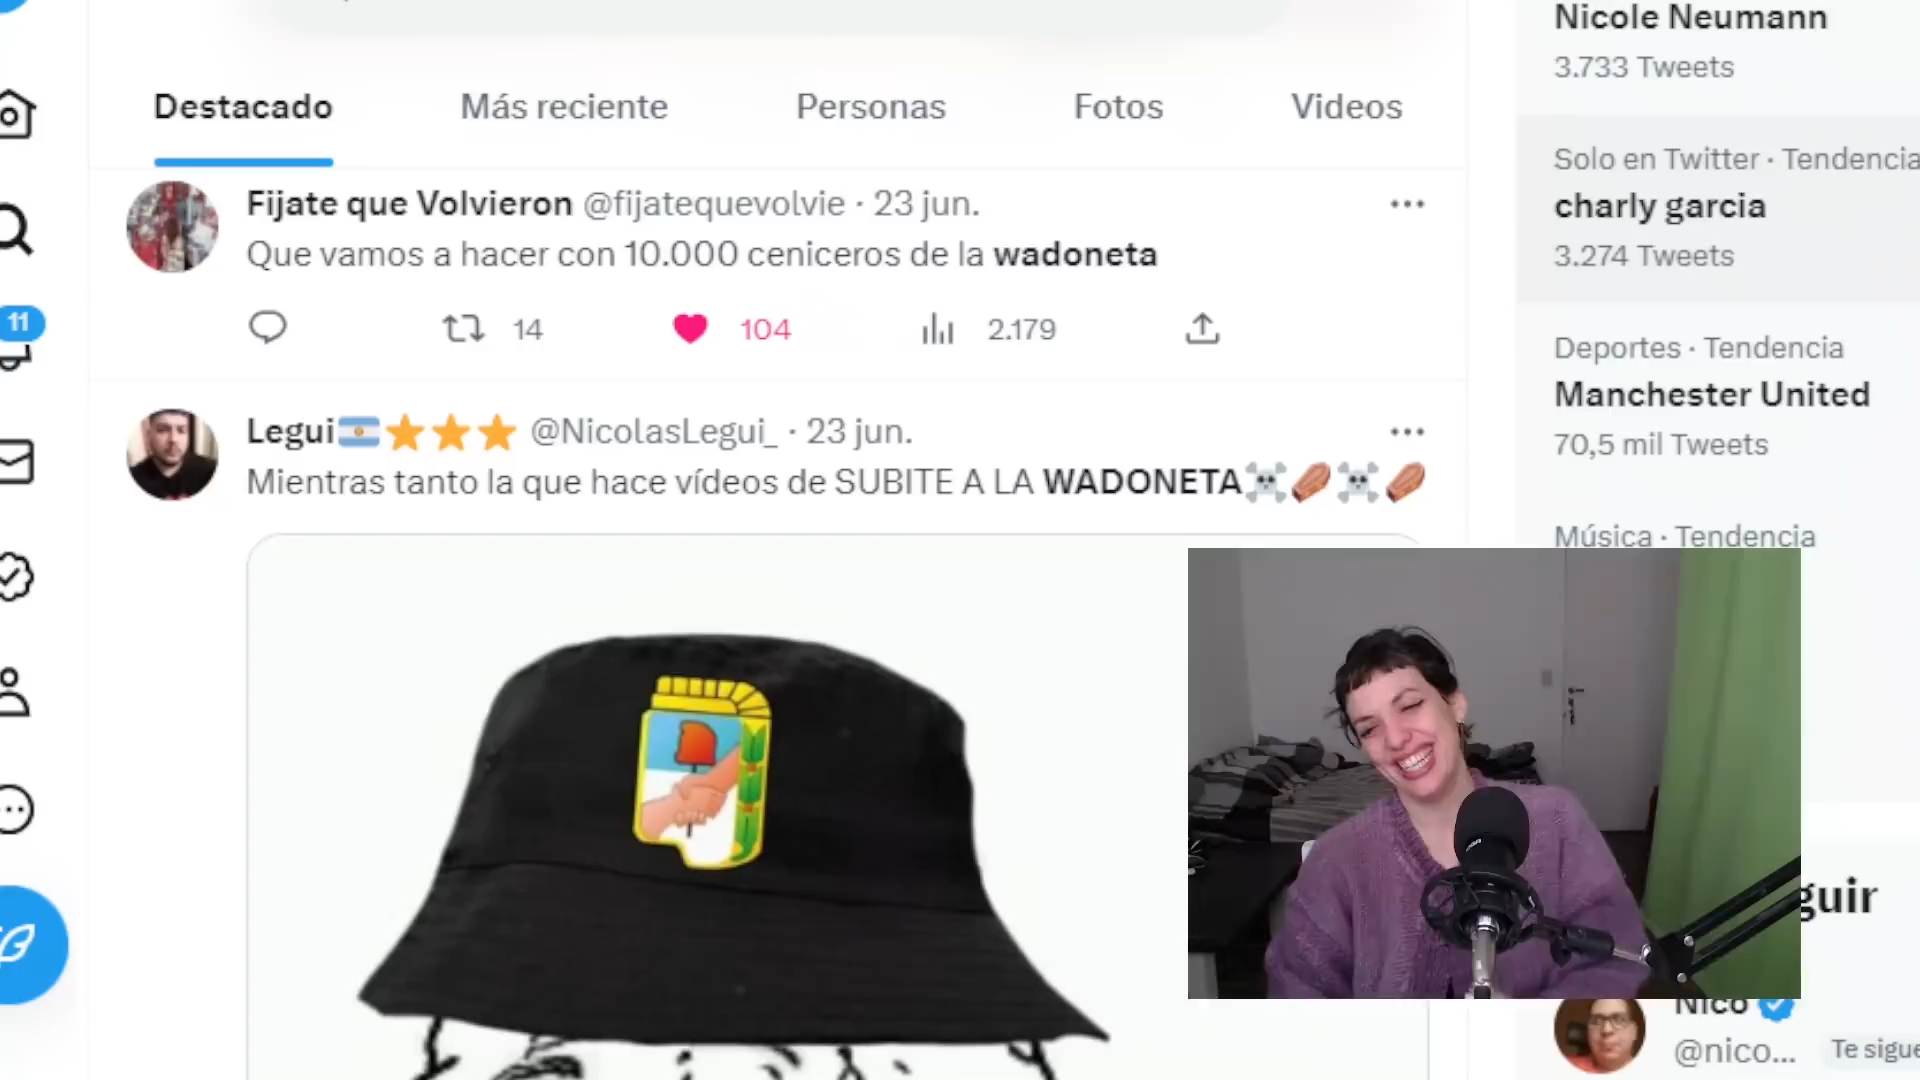 Destacado
Más reciente
Personas
Fotos
Videos
Fijate que Volvieron @fijatequevolvie · 23 jun.
Que vamos a hacer con 10.000 ceniceros de la wadoneta
14
104
2.179
11
Legui @NicolasLegui_ · 23 jun.
Mientras tanto la que hace vídeos de SUBITE A LA WADONETA
Nicole Neumann
3.733 Tweets
Solo en Twitter · Tendencia
charly garcia
3.274 Tweets
Deportes · Tendencia
Manchester United
70,5 mil Tweets
Música · Tendencia
guir
Nico
@nico...
Te sigue